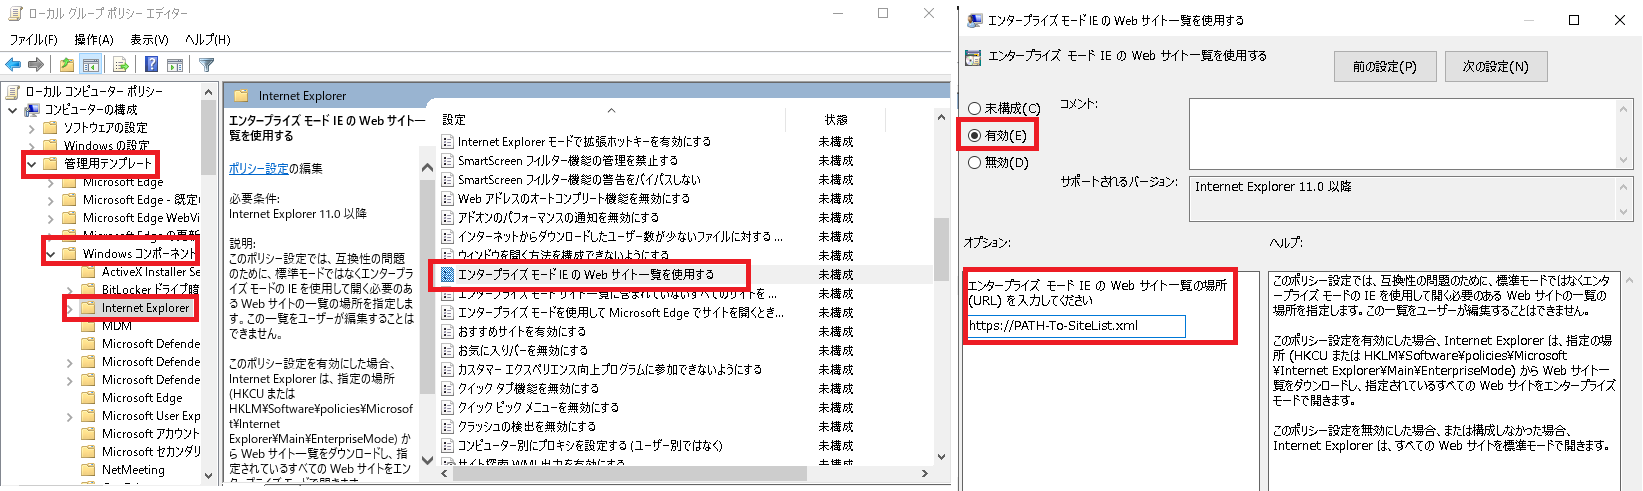 ローカル グループ ポリシー エディター
ファイル(F) 操作(A) 表示(V) ヘルプ(H)
ローカル コンピューター ポリシー
コンピューターの構成
ソフトウェアの設定
Windows の設定
管理用テンプレート
Microsoft Edge
Microsoft Edge - 既定
Microsoft Edge WebVi
Microsoft Edge の更新
Windows コンポーネント
ActiveX Installer Se
BitLocker ドライブ暗
Internet Explorer
MDM
Microsoft Defende
Microsoft Defende
Microsoft Defende
Microsoft Edge
Microsoft User Exp
Microsoft アカウント
Microsoft セカンダリ
NetMeeting
Internet Explorer
エンタープライズ モード IE の Web サイト一
覧を使用する
ポリシー設定の編集
必要条件:
Internet Explorer 11.0 以降
説明:
このポリシー設定では、互換性の問題
のために、標準モードではなくエンタープ
ライズ モードの IE を使用して開く必要の
ある Web サイトの一覧の場所を指定しま
す。この一覧をユーザーが編集することは
できません。
このポリシー設定を有効にした場合、
Internet Explorer は、指定の場所
(HKCU または
HKLM¥Software¥policies¥Microsof
t¥Internet
Explorer¥Main¥EnterpriseMode) か
ら Web サイト一覧をダウンロードし、指
定されているすべての Web サイトをエン
タープライズ モードで開きます。
設定 状態
Internet Explorer モードで拡張ホットキーを有効にする 未構成
SmartScreen フィルター機能の管理を禁止する 未構成
SmartScreen フィルター機能の警告をバイパスしない 未構成
Web アドレスのオートコンプリート機能を無効にする 未構成
アドオンのパフォーマンスの通知を無効にする 未構成
インターネットからダウンロードしたユーザー数が少ないファイルに対する ... 未構成
ウィンドウを開く方法を構成できないようにする 未構成
エンタープライズ モード IE の Web サイト一覧を使用する 未構成
エンタープライズ モード サイト一覧に含まれていないすべてのサイトを ... 未構成
エンタープライズ モードを使用して Microsoft Edge でサイトを開くとき... 未構成
おすすめサイトを有効にする 未構成
お気に入りバーを無効にする 未構成
カスタマー エクスペリエンス向上プログラムに参加できないようにする 未構成
クイック タブ機能を無効にする 未構成
クイック ピック メニューを無効にする 未構成
クラッシュの検出を無効にする 未構成
コンピューター別にプロキシを設定する (ユーザー別ではなく) 未構成
サイト探索 WML 出力を有効にする 未構成
エンタープライズ モード IE の Web サイト一覧を使用する
エンタープライズ モード IE の Web サイト一覧を使用する
前の設定(P) 次の設定(N)
未構成(C) コメント:
有効(E)
無効(D)
サポートされるバージョン: Internet Explorer 11.0 以降
オプション: ヘルプ:
エンタープライズ モード IE の Web サイト一覧の場所
(URL) を入力してください
https://PATH-To-SiteList.xml
このポリシー設定では、互換性の問題のために、標準モードではなくエンタ
ープライズ モードの IE を使用して開く必要のある Web サイトの一覧の
場所を指定します。この一覧をユーザーが編集することはできません。
このポリシー設定を有効にした場合、Internet Explorer は、指定の場
所 (HKCU または HKLM¥Software¥policies¥Microsoft
¥Internet Explorer¥Main¥EnterpriseMode) から Web サイト一
覧をダウンロードし、指定されているすべての Web サイトをエンタープライズ
モードで開きます。
このポリシー設定を無効にした場合、または構成しなかった場合、
Internet Explorer は、すべての Web サイトを標準モードで開きます。